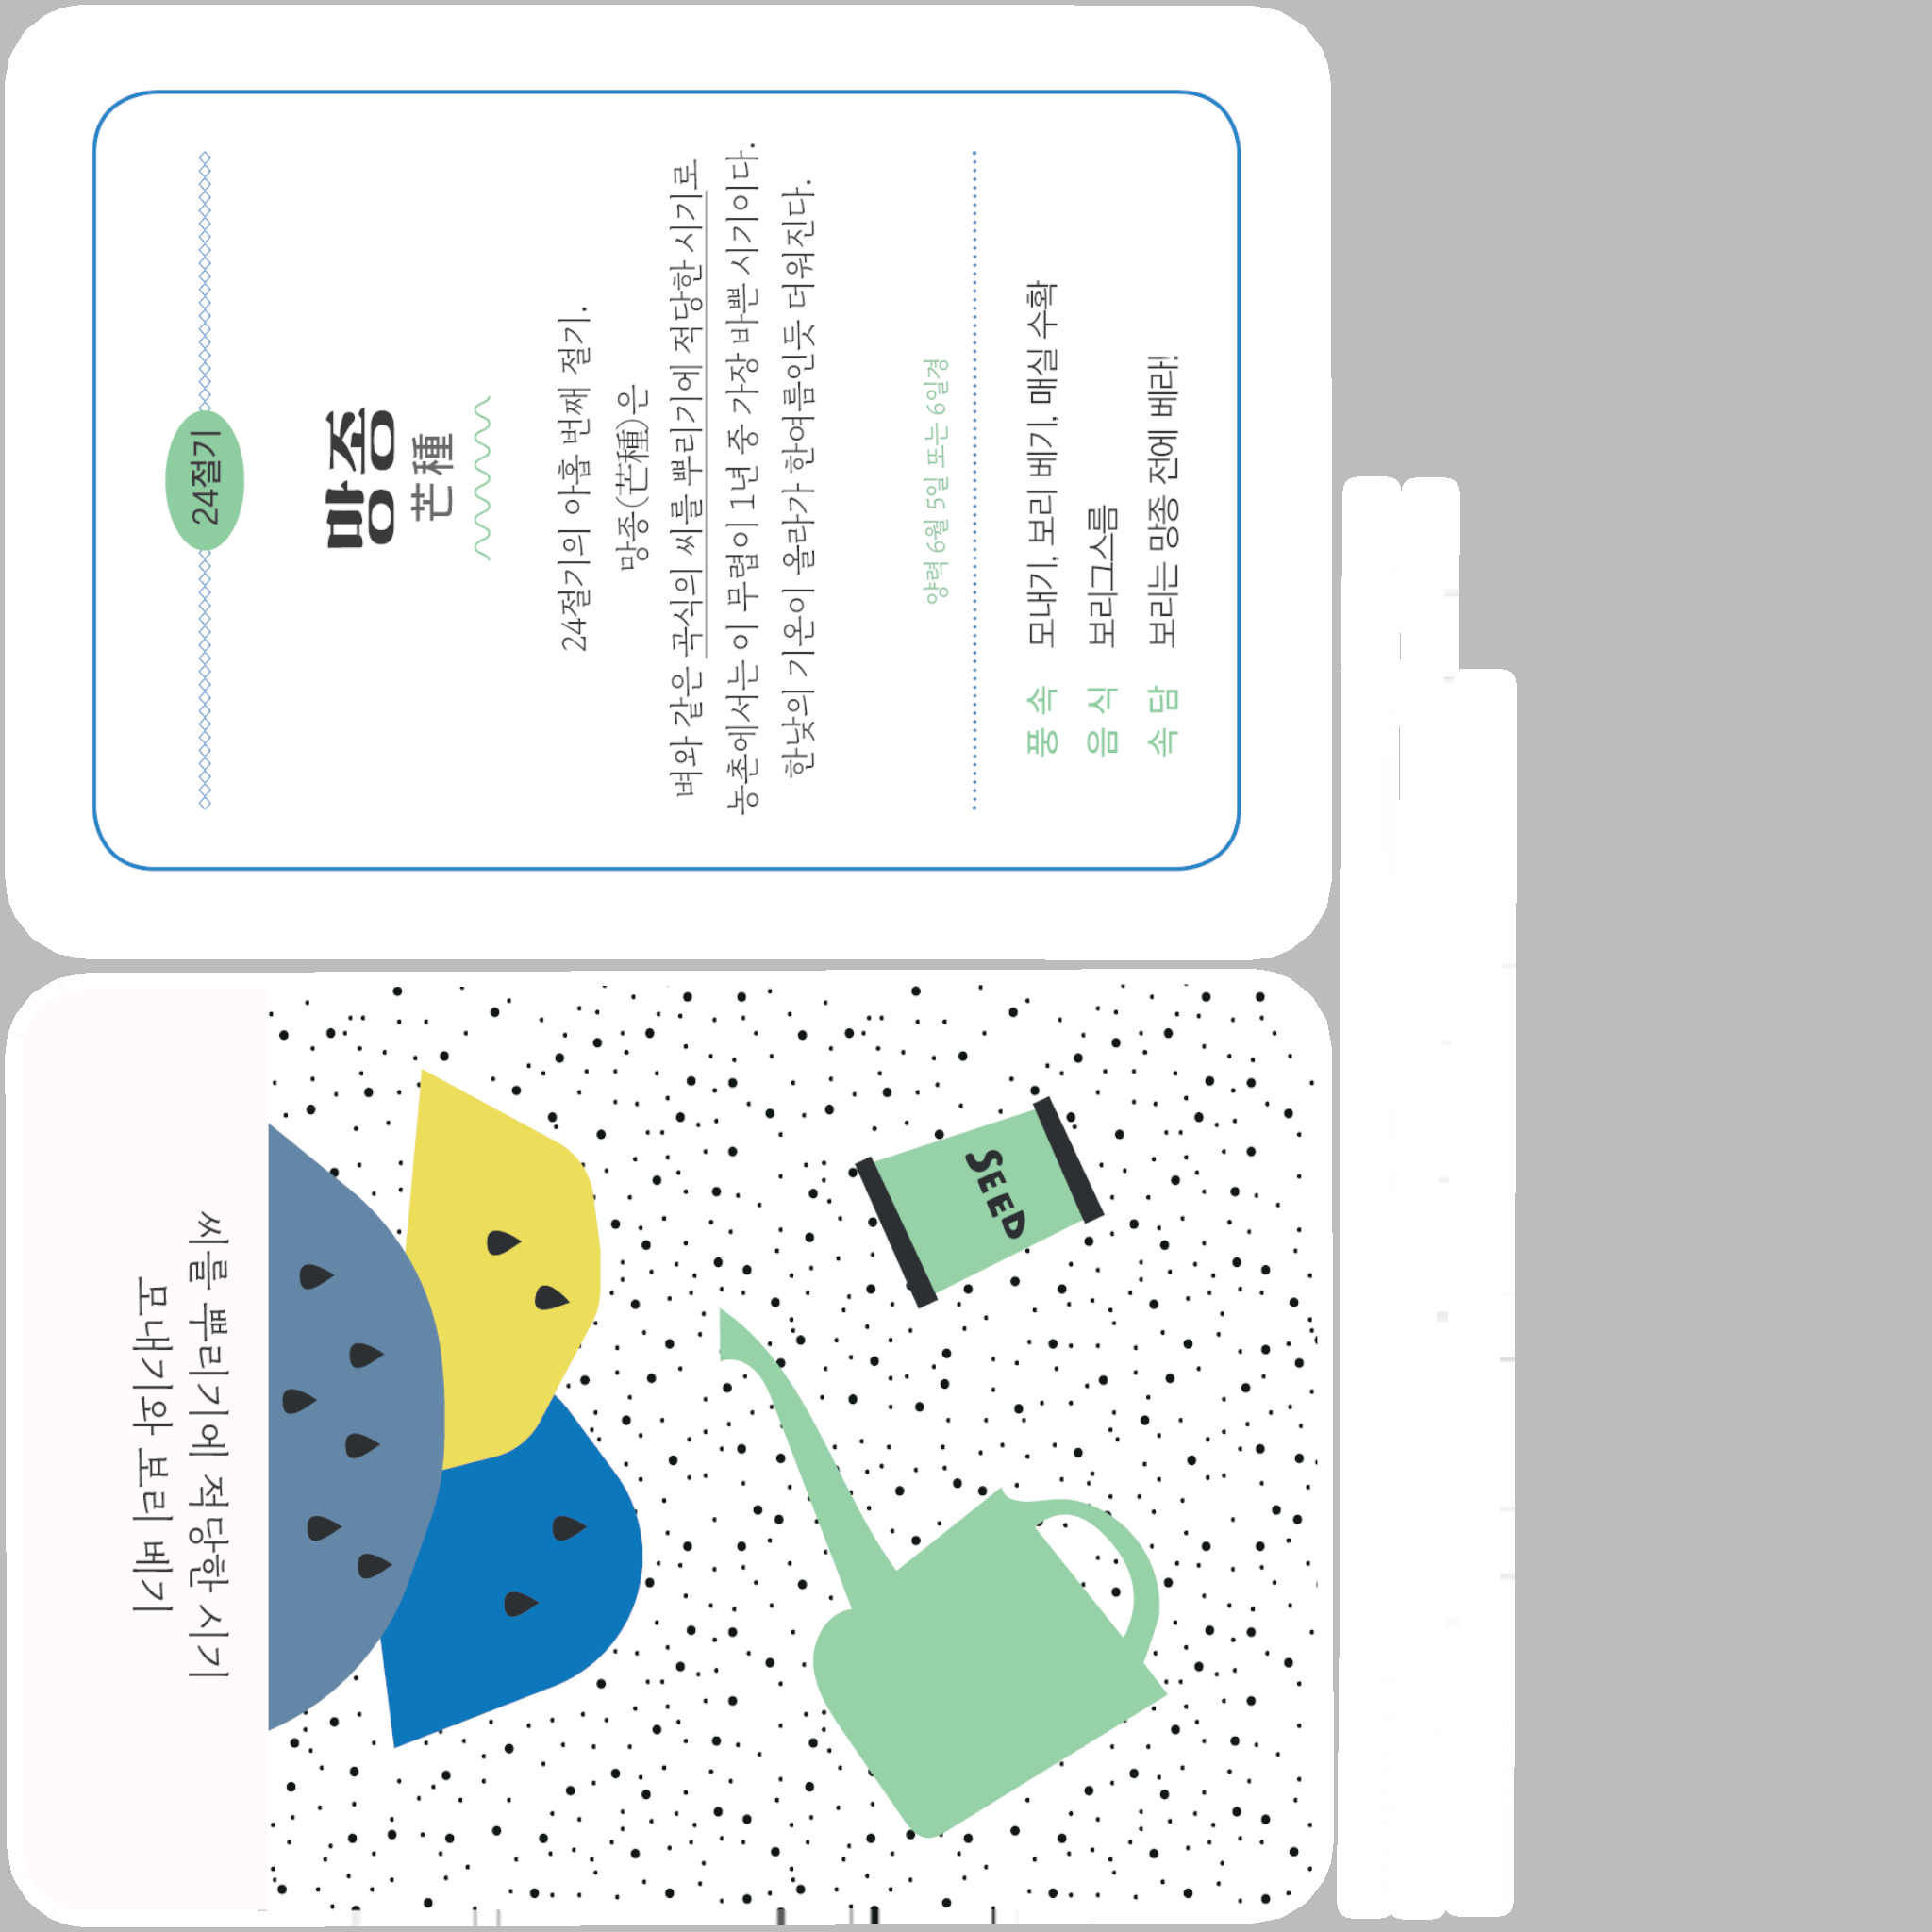 24절기
망종
芒種
24절기의 아홉 번째 절기.
망종(芒種)은
벼와 같은 곡식의 씨를 뿌리기에 적당한 시기로
농촌에서는 이 무렵이 1년 중 가장 바쁜 시기이다.
한낮의 기온이 올라가 한여름인듯 더워진다.
양력 6월 5일 또는 6일경
풍속 모내기, 보리 베기, 매실 수확
음식 보리그스름
속담 보리는 망종 전에 베라!
씨를 뿌리기에 적당한 시기
모내기와 보리 베기
SEED